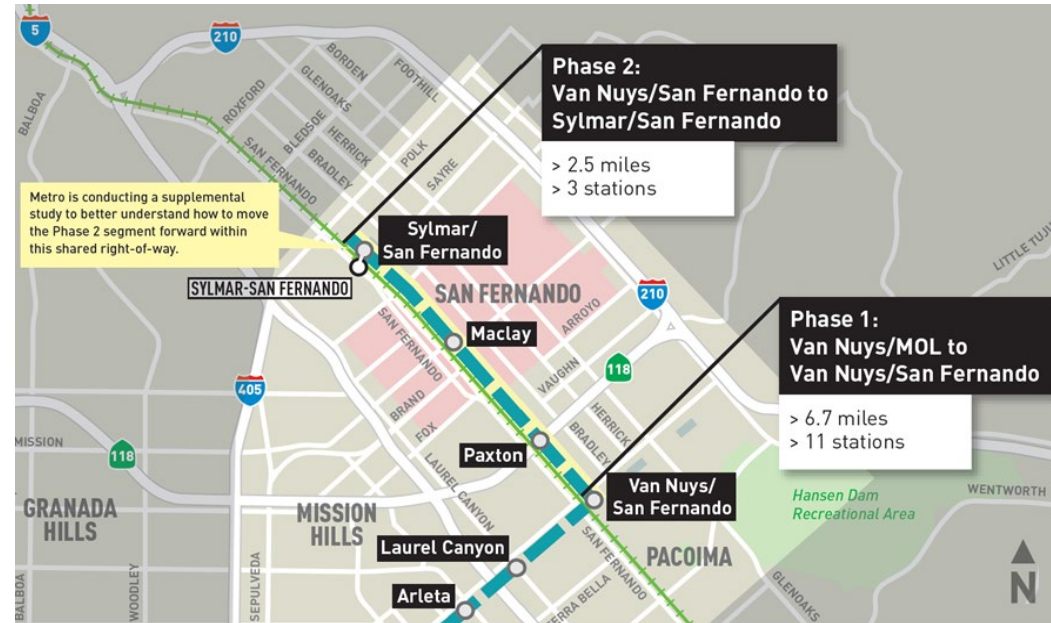 5
210
BALBOA
ROXFORD
BORDEN
GLENOAKS
FOOTHILL
BLEDSOE
HERRICK
BRADLEY
POLK
SAYRE
SAN FERNANDO
Phase 2:
Van Nuys/San Fernando to
Sylmar/San Fernando
> 2.5 miles
> 3 stations
Metro is conducting a supplemental
study to better understand how to move
the Phase 2 segment forward within
this shared right-of-way.
Sylmar/
San Fernando
SYLMAR-SAN FERNANDO
SAN FERNANDO
LITTLE
210
ARROYO
Maclay
SAN FERNANDO
VAUGHN
118
Phase 1:
Van Nuys/MOL to
Van Nuys/San Fernando
> 6.7 miles
> 11 stations
405
BRAND
FOX
HERRICK
BRADLEY
MISSION
118
Paxton
LAUREL CANYON
Van Nuys/
San Fernando
GRANADA
HILLS
MISSION
HILLS
Hansen Dam
Recreational Area
WENTWORTH
Laurel Canyon
SAN FERNANDO
PACOIMA
Arleta
BELLA
GLENOAKS
BALBOA
WOODLEY
SEPULVEDA
N